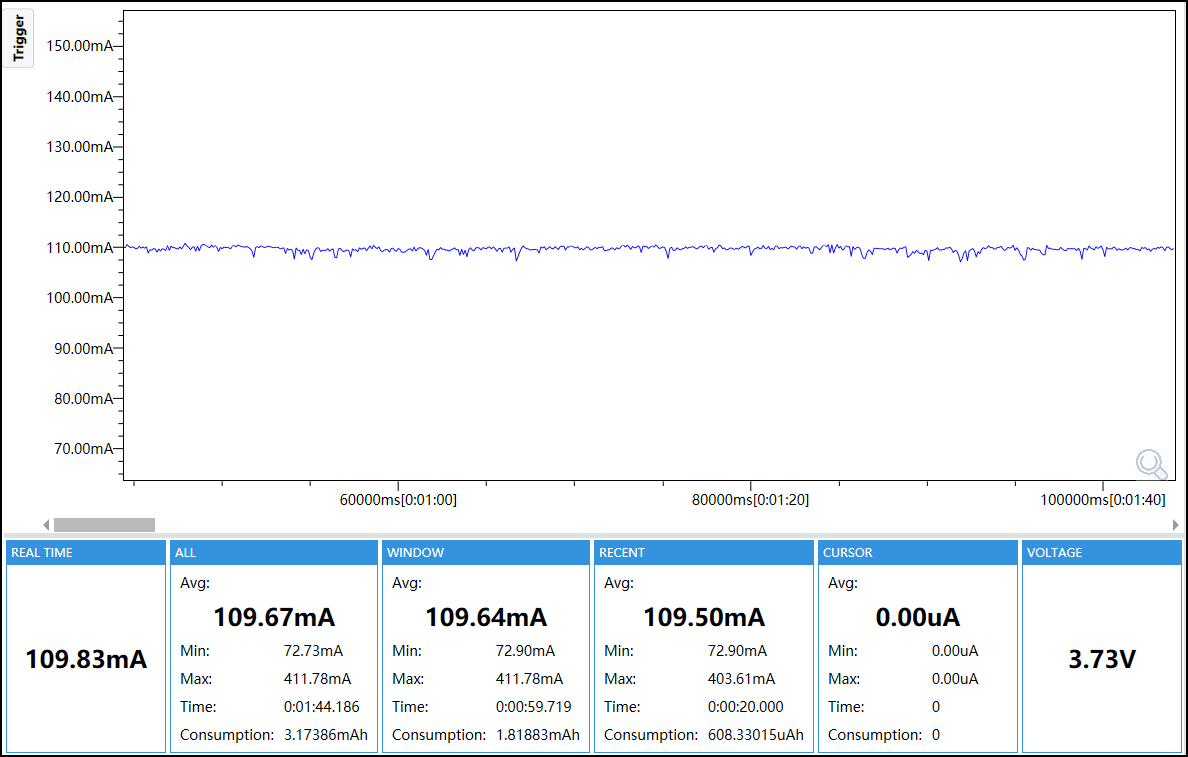 Trigger
150.00mA
140.00mA
130.00mA
120.00mA
110.00mA
100.00mA
90.00mA
80.00mA
70.00mA
60000ms[0:01:00] 80000ms[0:01:20] 100000ms[0:01:40]
REAL TIME
109.83mA
ALL
Avg:
109.67mA
Min: 72.73mA
Max: 411.78mA
Time: 0:01:44.186
Consumption: 3.17386mAh
WINDOW
Avg:
109.64mA
Min: 72.90mA
Max: 411.78mA
Time: 0:00:59.719
Consumption: 1.81883mAh
RECENT
Avg:
109.50mA
Min: 72.90mA
Max: 403.61mA
Time: 0:00:20.000
Consumption: 608.33015uAh
CURSOR
Avg:
0.00uA
Min: 0.00uA
Max: 0.00uA
Time: 0
Consumption: 0
VOLTAGE
3.73V